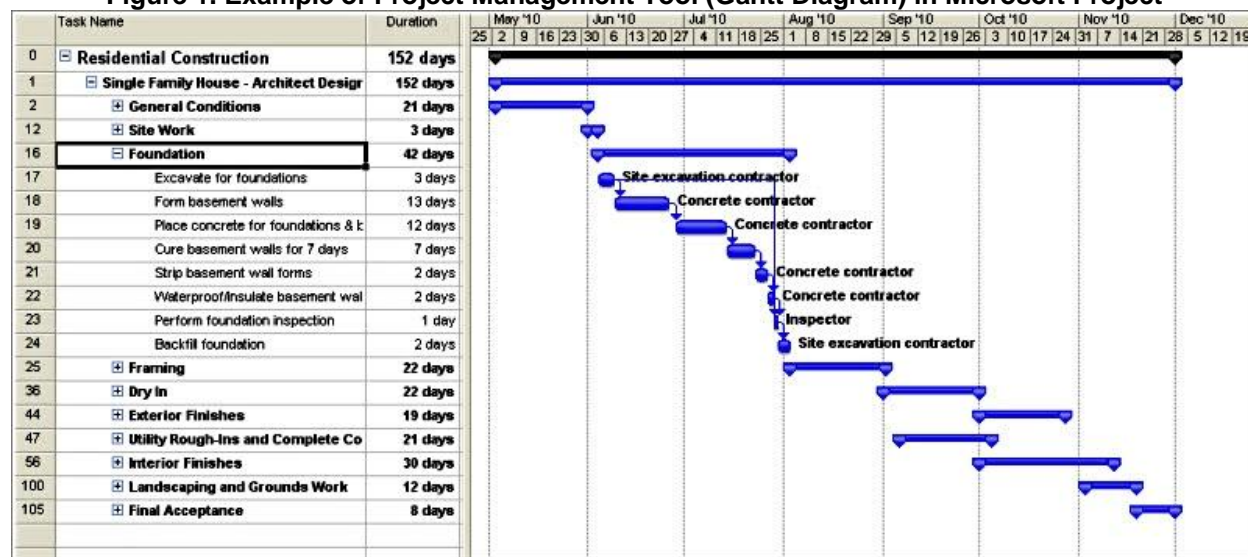 Figure 1: Example of Project Management Tool (Gantt Diagram) in Microsoft Project
Task Name Duration May '10 Jun '10 Jul '10 Aug '10 Sep '10 Oct '10 Nov '10 Dec '10
25 2 9 16 23 30 6 13 20 27 4 11 18 25 1 8 15 22 29 5 12 19 26 3 10 17 24 31 7 14 21 28 5 12 19
0 Residential Construction 152 days
1 Single Family House - Architect Desigr 152 days
2 General Conditions 21 days
12 Site Work 3 days
16 Foundation 42 days
17 Excavate for foundations 3 days Site excavation contractor
18 Form basement walls 13 days Concrete contractor
19 Place concrete for foundations & b 12 days Concrete contractor
20 Cure basement walls for 7 days 7 days
21 Strip basement wall forms 2 days Concrete contractor
22 Waterproof/insulate basement wal 2 days Concrete contractor
23 Perform foundation inspection 1 day Inspector
24 Backfill foundation 2 days Site excavation contractor
25 Framing 22 days
36 Dry In 22 days
44 Exterior Finishes 19 days
47 Utility Rough-Ins and Complete Co 21 days
56 Interior Finishes 30 days
100 Landscaping and Grounds Work 12 days
105 Final Acceptance 8 days